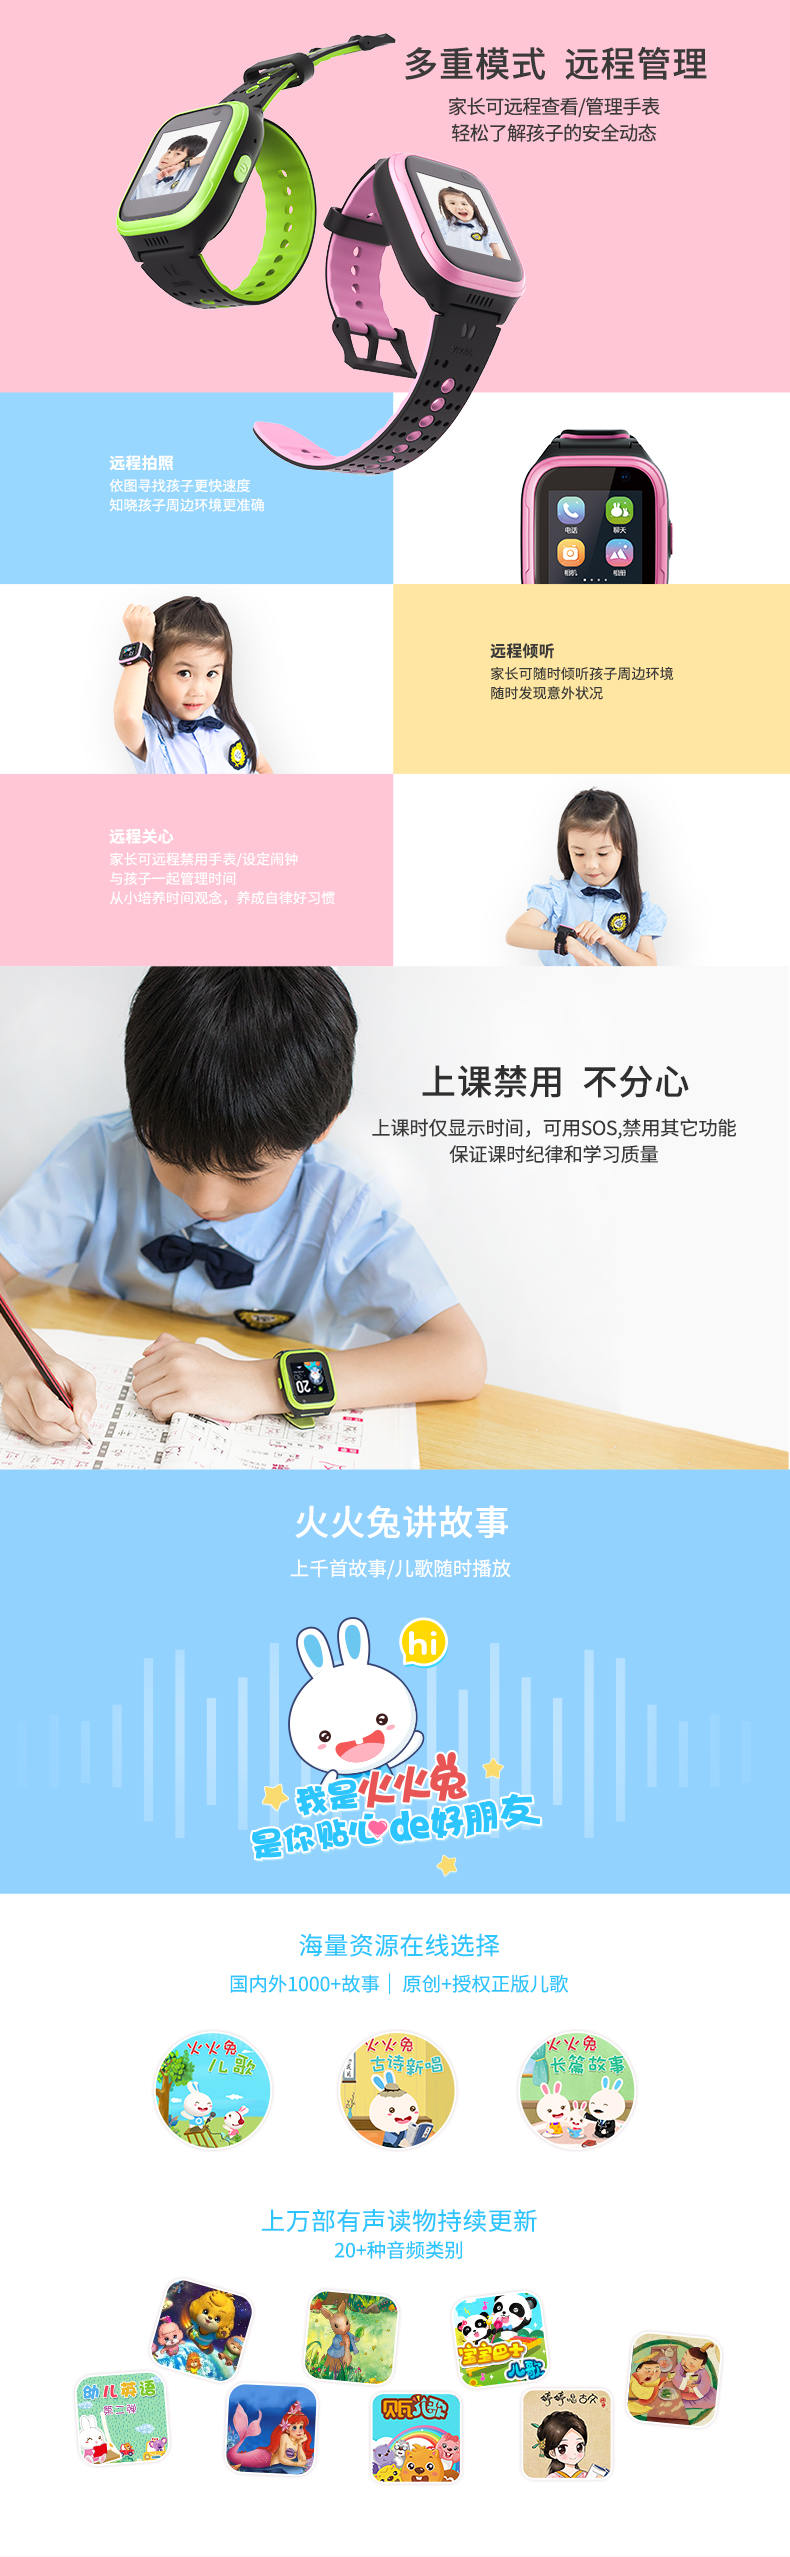 多重模式 远程管理
家长可远程查看/管理手表
轻松了解孩子的安全动态
远程拍照
依图寻找孩子更快速度
知晓孩子周边环境更准确
电话 聊天
相机 相册
远程倾听
家长可随时倾听孩子周边环境
随时发现意外状况
远程关心
家长可远程禁用手表/设定闹钟
与孩子一起管理时间
从小培养时间观念，养成自律好习惯
上课禁用 不分心
上课时仅显示时间，可用SOS,禁用其它功能
保证课时纪律和学习质量
火火兔讲故事
上千首故事/儿歌随时播放
hi
我是火火兔
是你贴心de好朋友
海量资源在线选择
国内外1000+故事｜原创+授权正版儿歌
火火兔
儿歌
火火兔
古诗新唱
火火兔
长篇故事
上万部有声读物持续更新
20+种音频类别
宝宝巴士
儿歌
幼儿英语
第二弹
贝瓦儿歌
婷婷唱古文